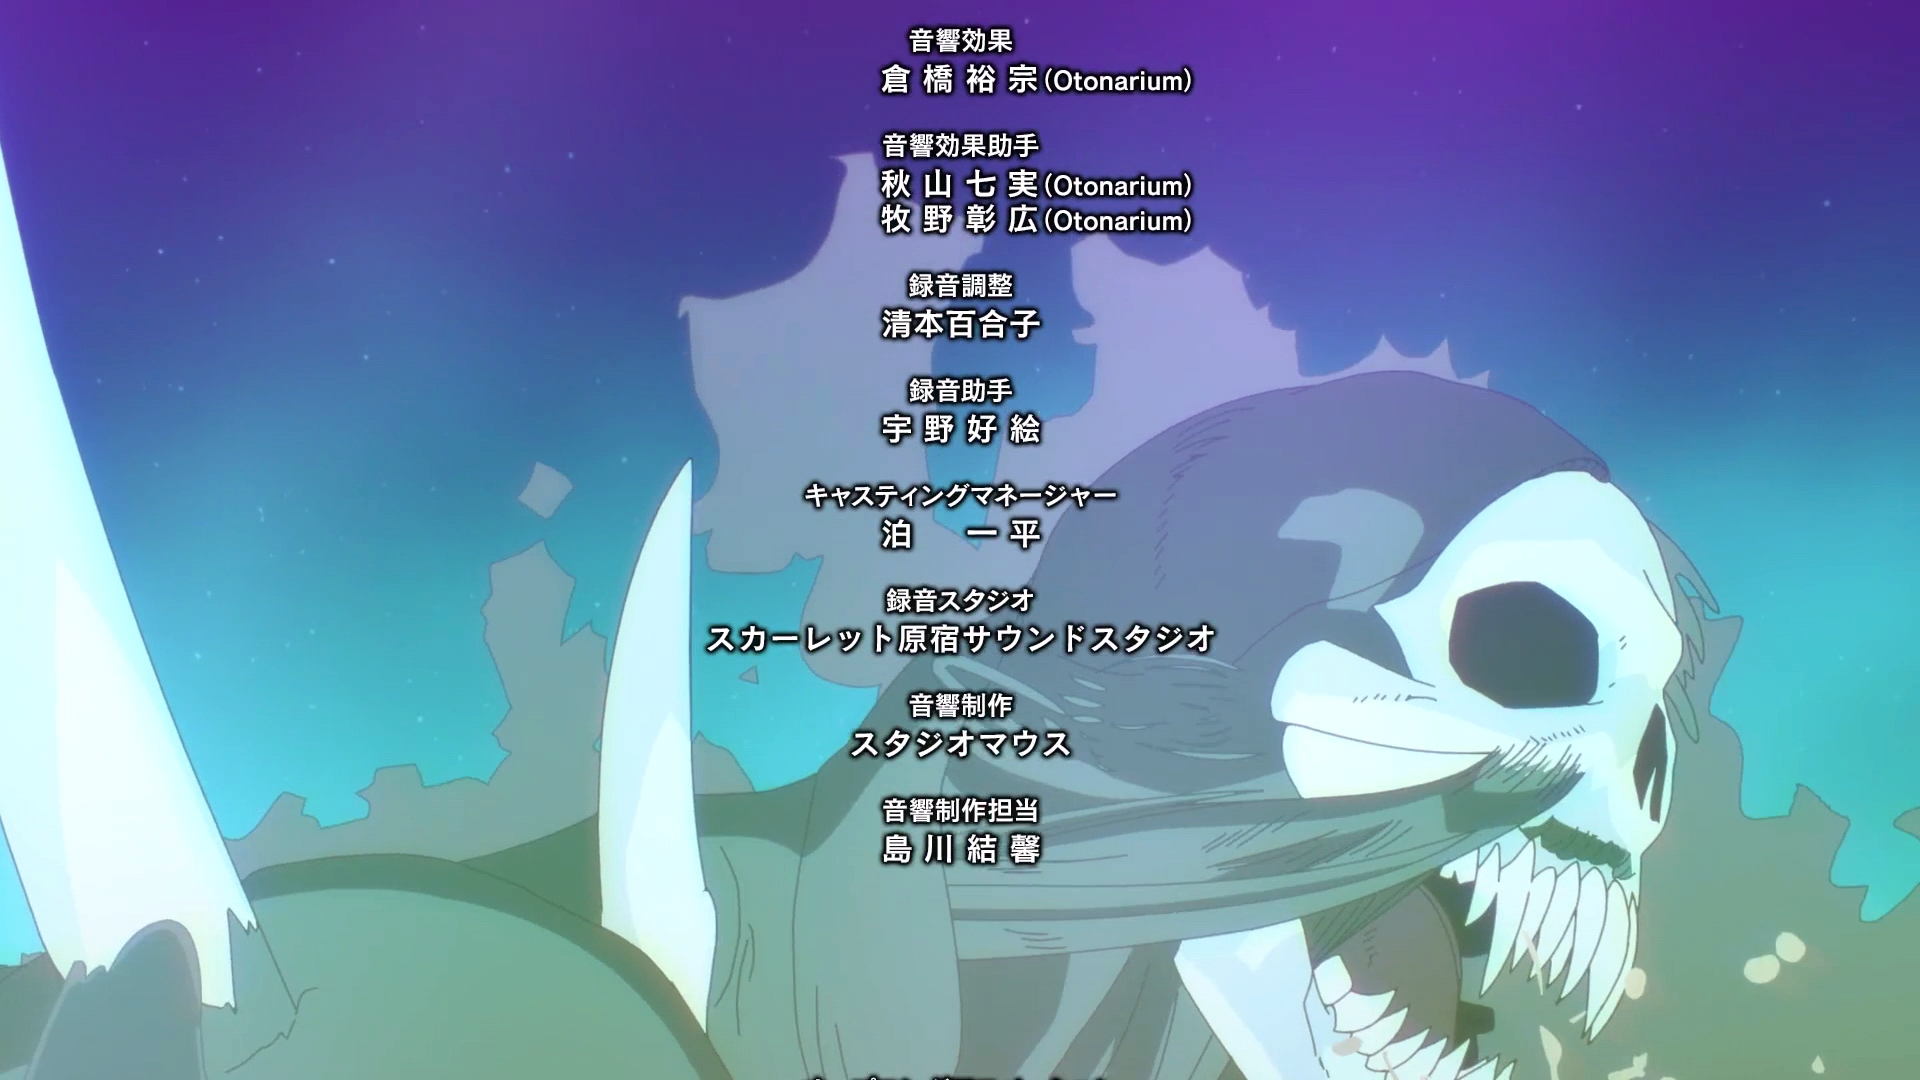 音響効果
倉橋裕宗(Otonarium)
音響効果助手
秋山七実(Otonarium)
牧野彰広(Otonarium)
録音調整
清本百合子
録音助手
宇野好絵
キャスティングマネージャー
泊 一平
録音スタジオ
スカーレット原宿サウンドスタジオ
音響制作
スタジオマウス
音響制作担当
島川結馨